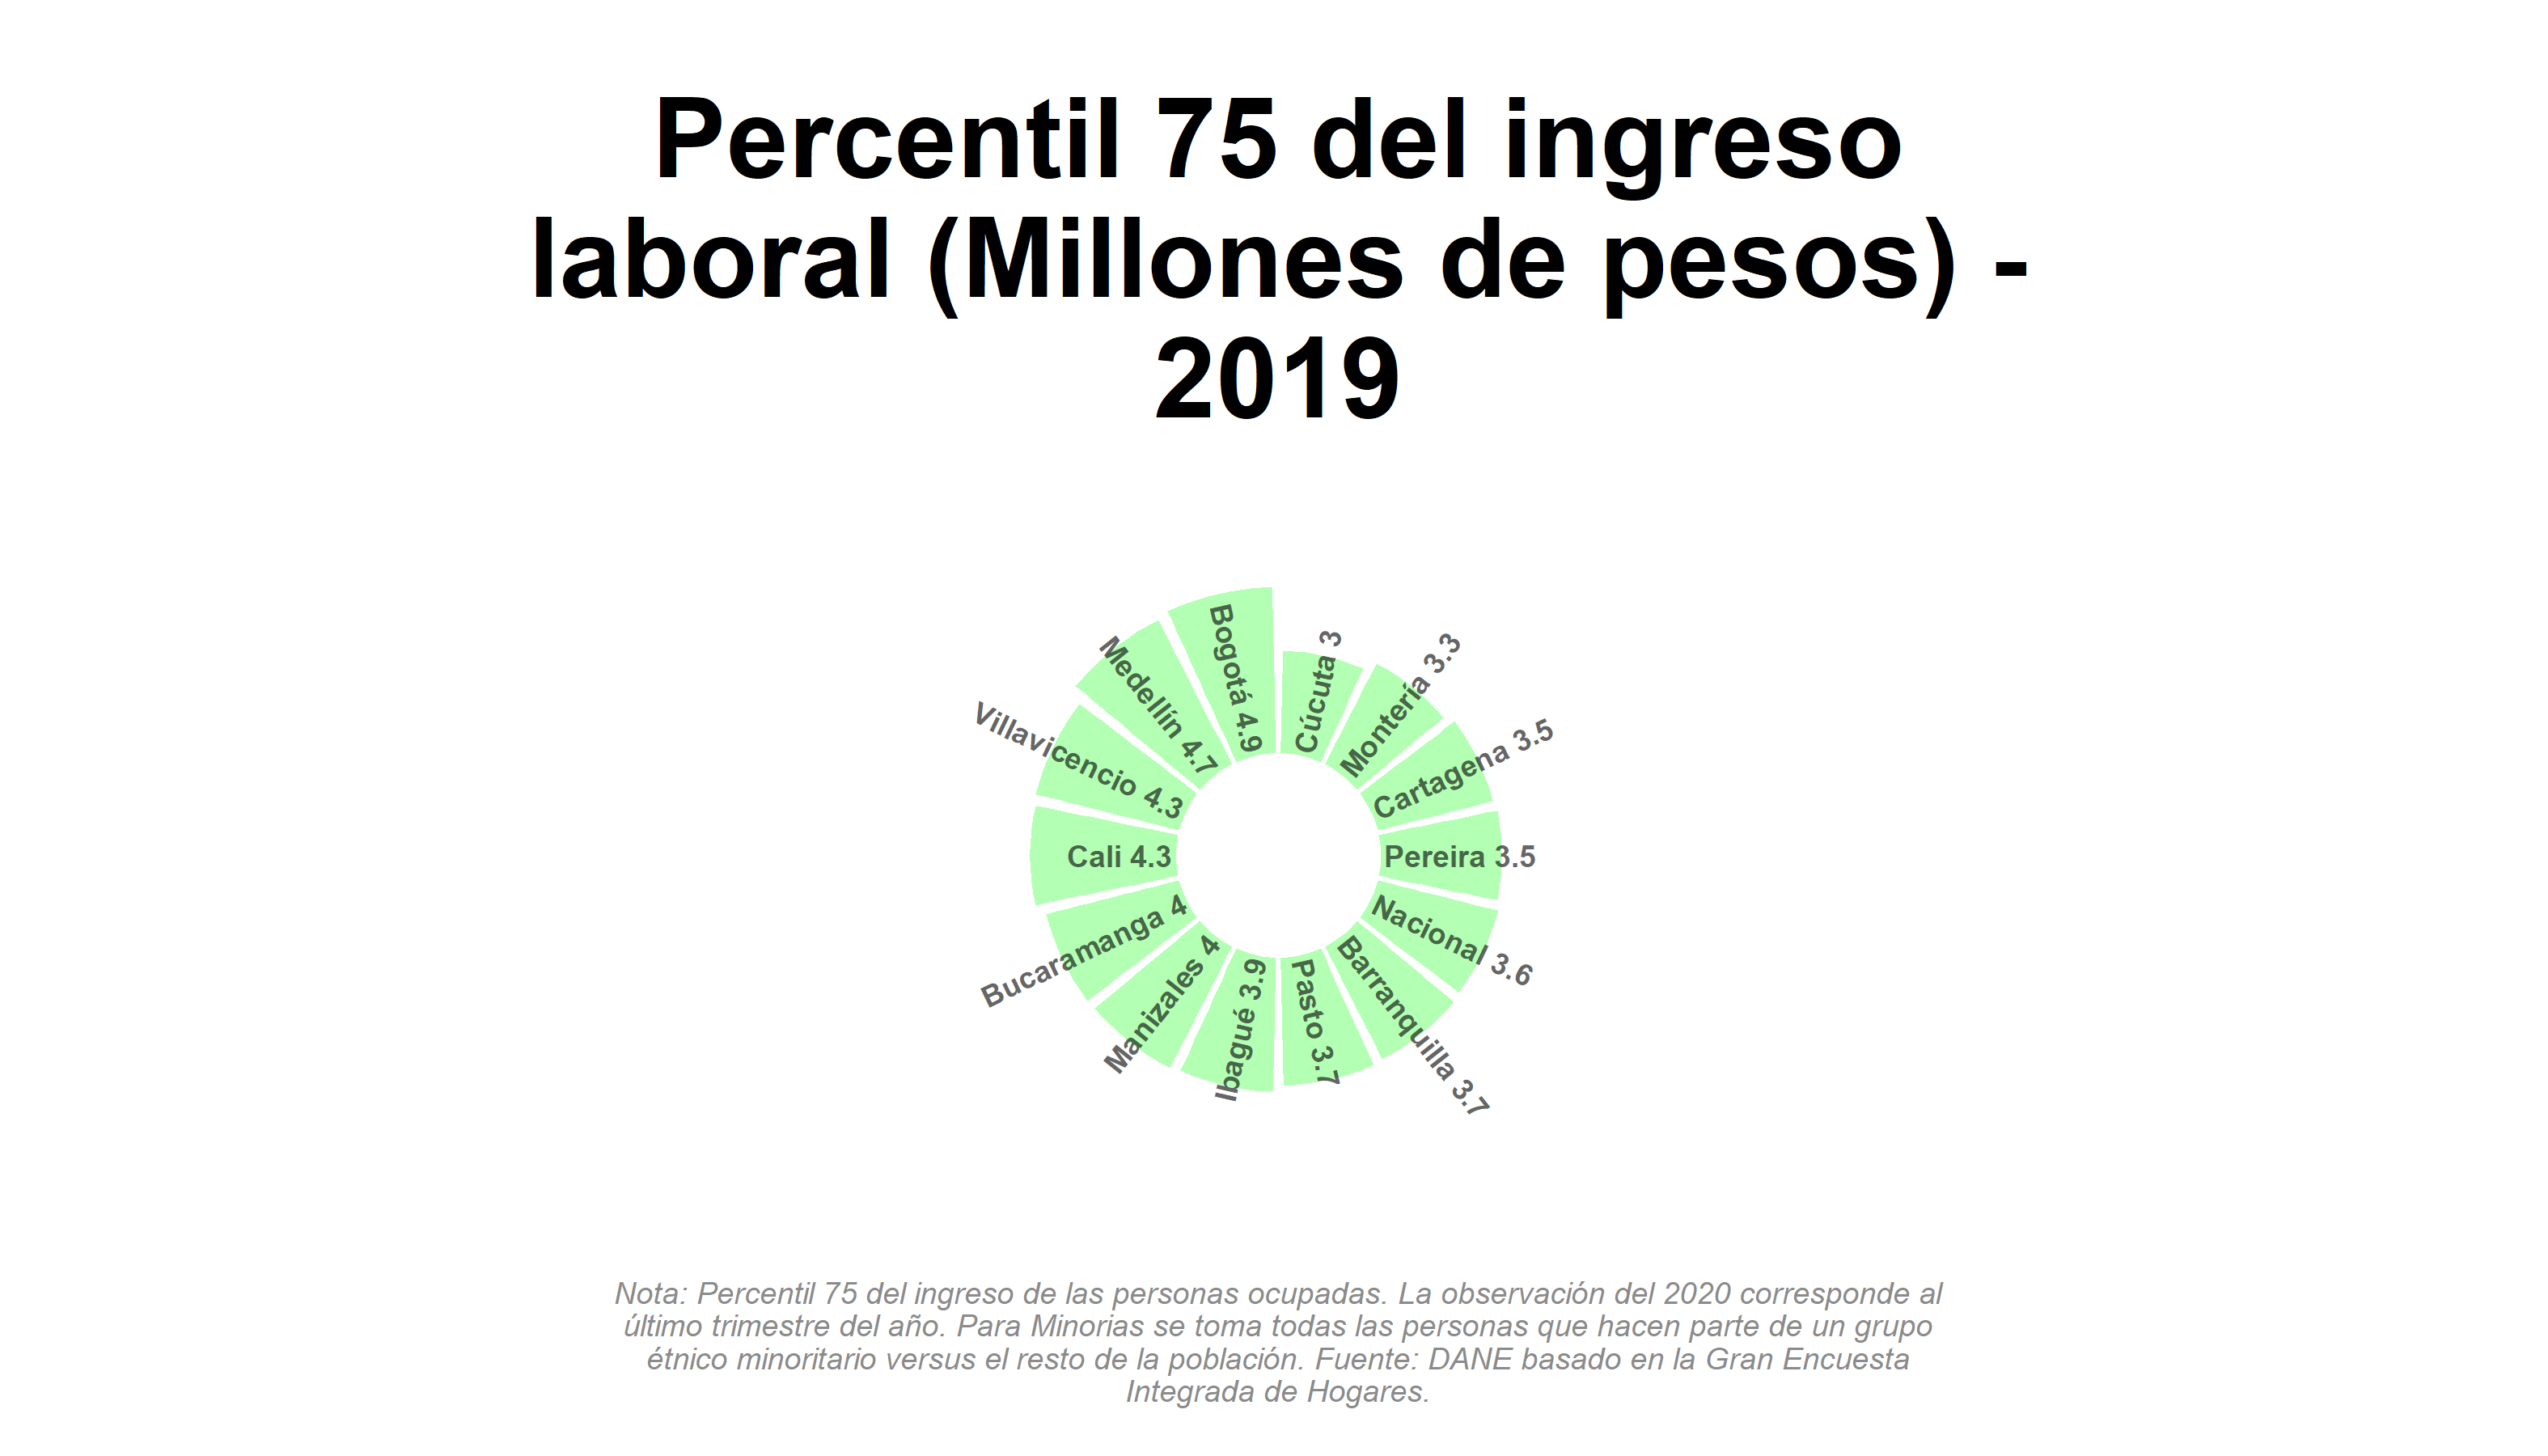 Percentil 75 del ingreso
laboral (Millones de pesos) -
2019
Bogotá 4.9
Cúcuta 3
Montería 3.3
Cartagena 3.5
Pereira 3.5
Nacional 3.6
Barranquilla 3.7
Pasto 3.7
Ibagué 3.9
Manizales 4
Bucaramanga 4
Cali 4.3
Villavicencio 4.3
Medellín 4.7
Nota: Percentil 75 del ingreso de las personas ocupadas. La observación del 2020 corresponde al
último trimestre del año. Para Minorias se toma todas las personas que hacen parte de un grupo
étnico minoritario versus el resto de la población. Fuente: DANE basado en la Gran Encuesta
Integrada de Hogares.